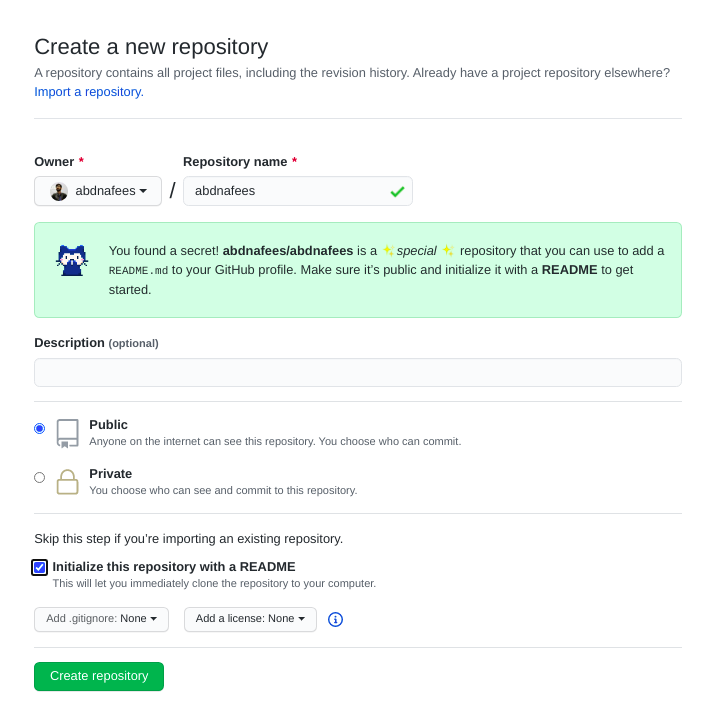 Create a new repository
A repository contains all project files, including the revision history. Already have a project repository elsewhere?
Import a repository.
Owner *
Repository name *
abdnafees
/
abdnafees
You found a secret! abdnafees/abdnafees is a ✨special ✨ repository that you can use to add a
README.md to your GitHub profile. Make sure it’s public and initialize it with a README to get
started.
Description (optional)
Public
Anyone on the internet can see this repository. You choose who can commit.
Private
You choose who can see and commit to this repository.
Skip this step if you’re importing an existing repository.
Initialize this repository with a README
This will let you immediately clone the repository to your computer.
Add .gitignore: None
Add a license: None
Create repository